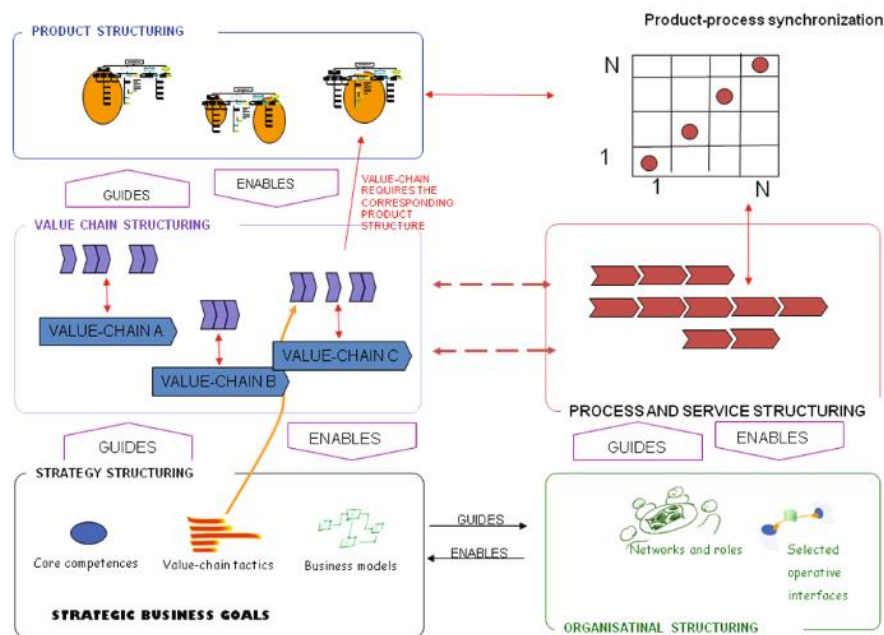 PRODUCT STRUCTURING
Product-process synchronization
N
1
1
N
GUIDES
ENABLES
VALUE-CHAIN
REQUIRES THE
CORRESPONDING
PRODUCT
STRUCTURE
VALUE CHAIN STRUCTURING
VALUE-CHAIN A
VALUE-CHAIN B
VALUE-CHAIN C
PROCESS AND SERVICE STRUCTURING
GUIDES
ENABLES
GUIDES
ENABLES
STRATEGY STRUCTURING
Core competences
Value-chain tactics
Business models
STRATEGIC BUSINESS GOALS
GUIDES
ENABLES
Networks and roles
Selected
operative
interfaces
ORGANISATINAL STRUCTURING